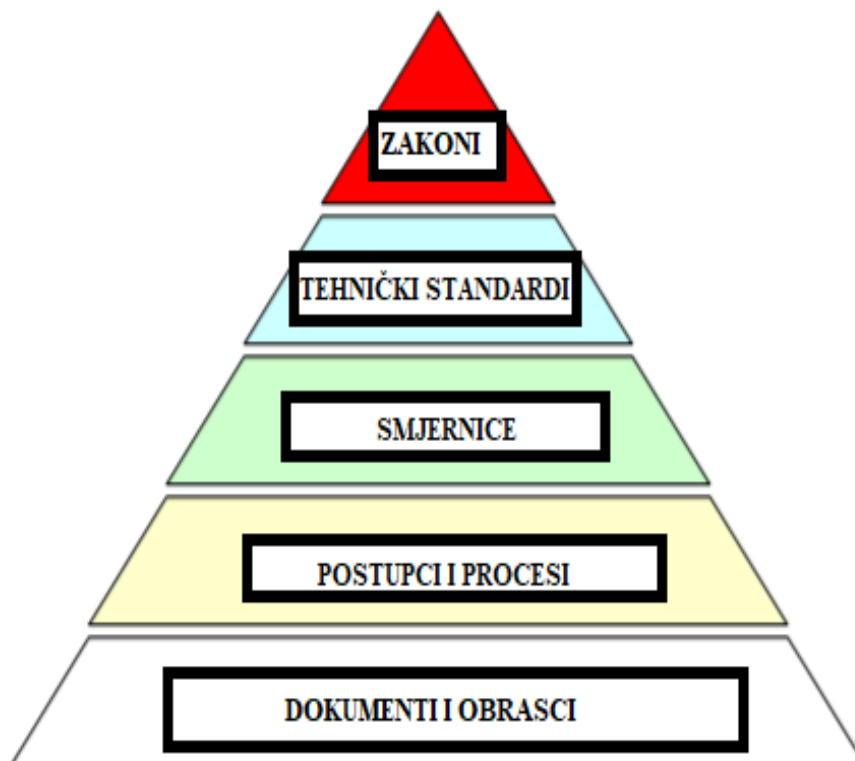 ZAKONI
TEHNIČKI STANDARDI
SMJERNICE
POSTUPCI I PROCESI
DOKUMENTI I OBRASCI